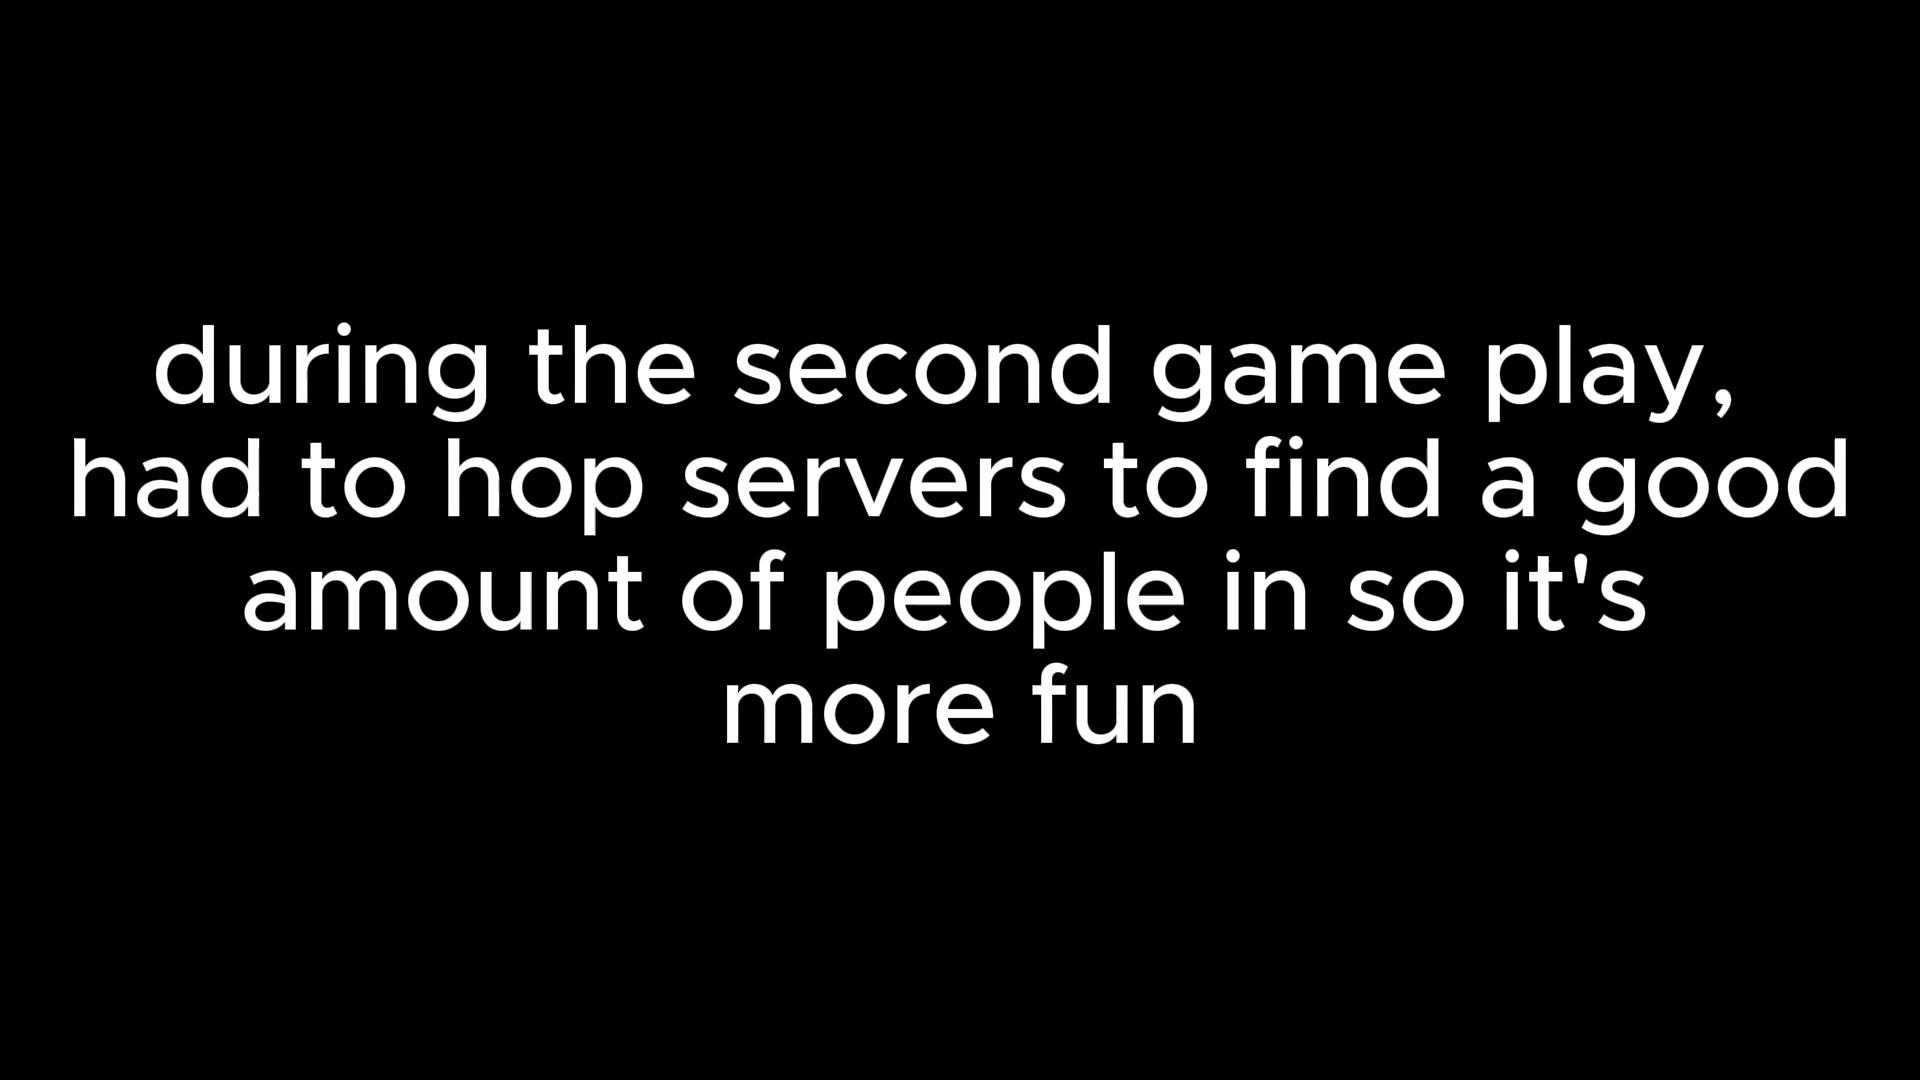 during the second game play,
had to hop servers to find a good
amount of people in so it's
more fun